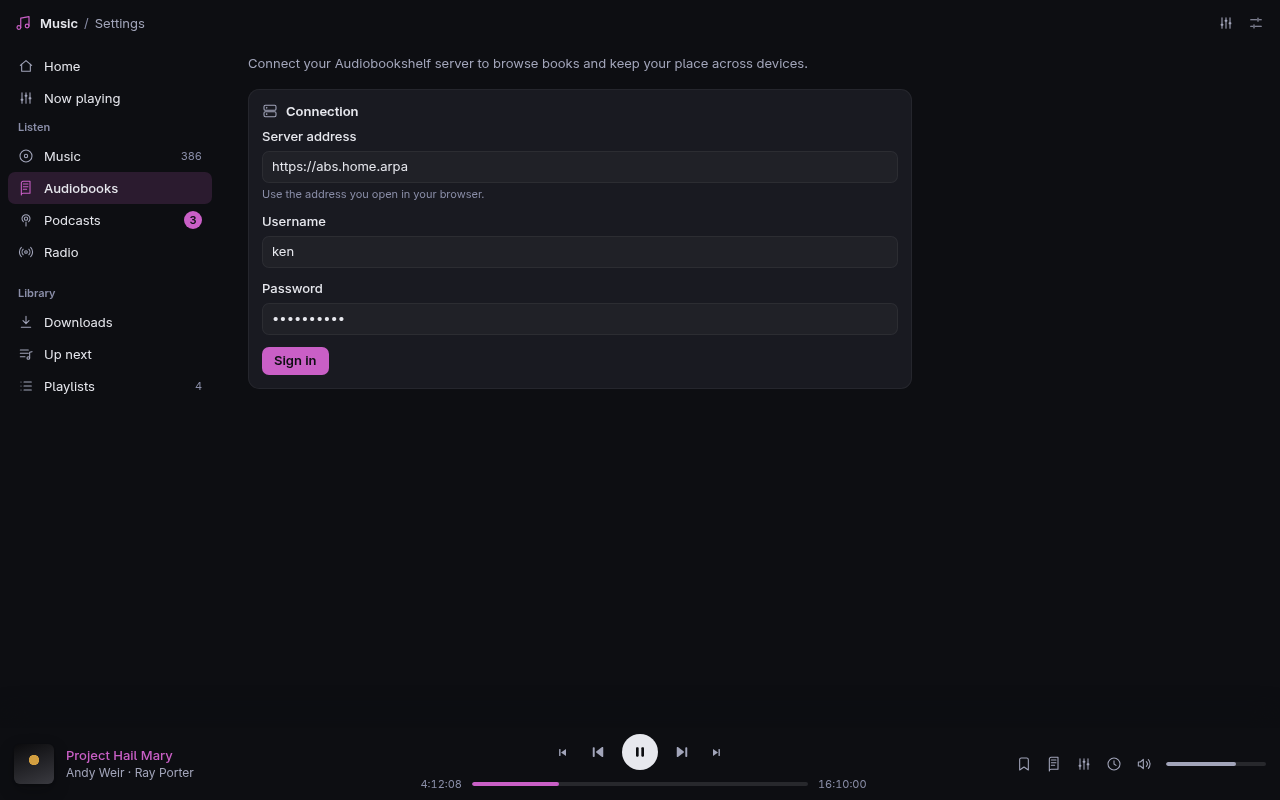 Music / Settings
Home
Now playing
Listen
Music 386
Audiobooks
Podcasts 3
Radio
Library
Downloads
Up next
Playlists 4
Connect your Audiobookshelf server to browse books and keep your place across devices.
Connection
Server address
https://abs.home.arpa
Use the address you open in your browser.
Username
ken
Password
••••••••••
Sign in
Project Hail Mary
Andy Weir · Ray Porter
4:12:08
16:10:00